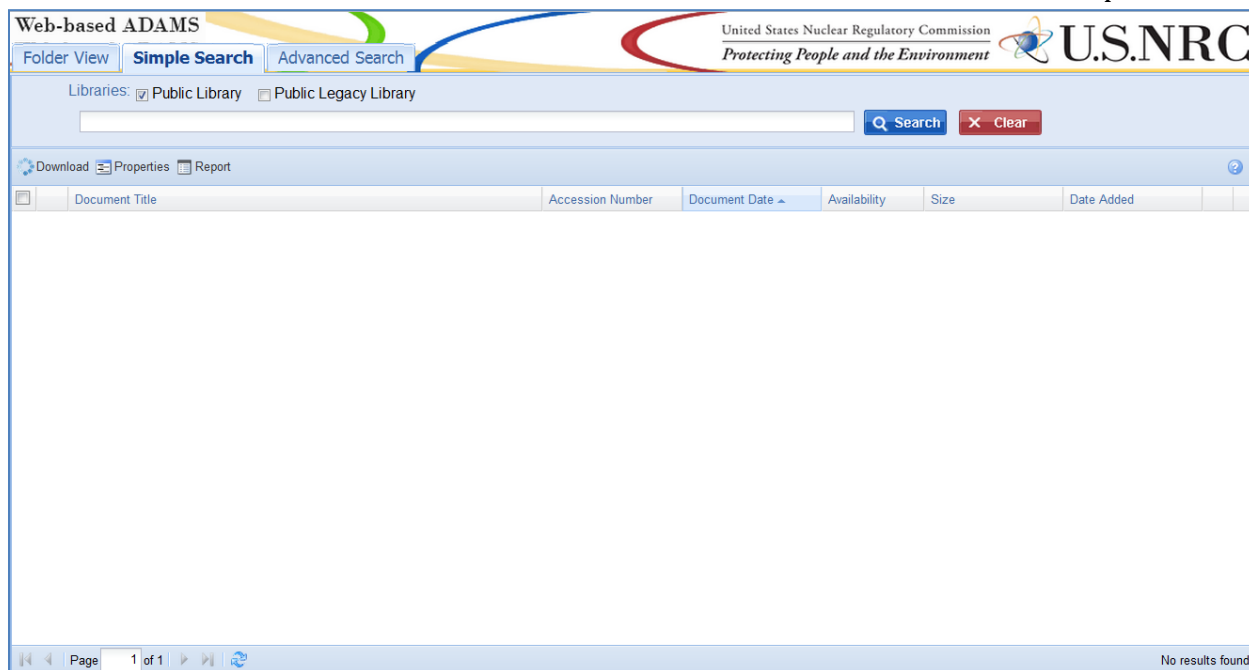 Web-based ADAMS
United States Nuclear Regulatory Commission
Protecting People and the Environment
U.S.NRC
Folder View Simple Search Advanced Search
Libraries: Public Library Public Legacy Library
Search Clear
Download Properties Report
Document Title Accession Number Document Date Availability Size Date Added
Page 1 of 1 No results found